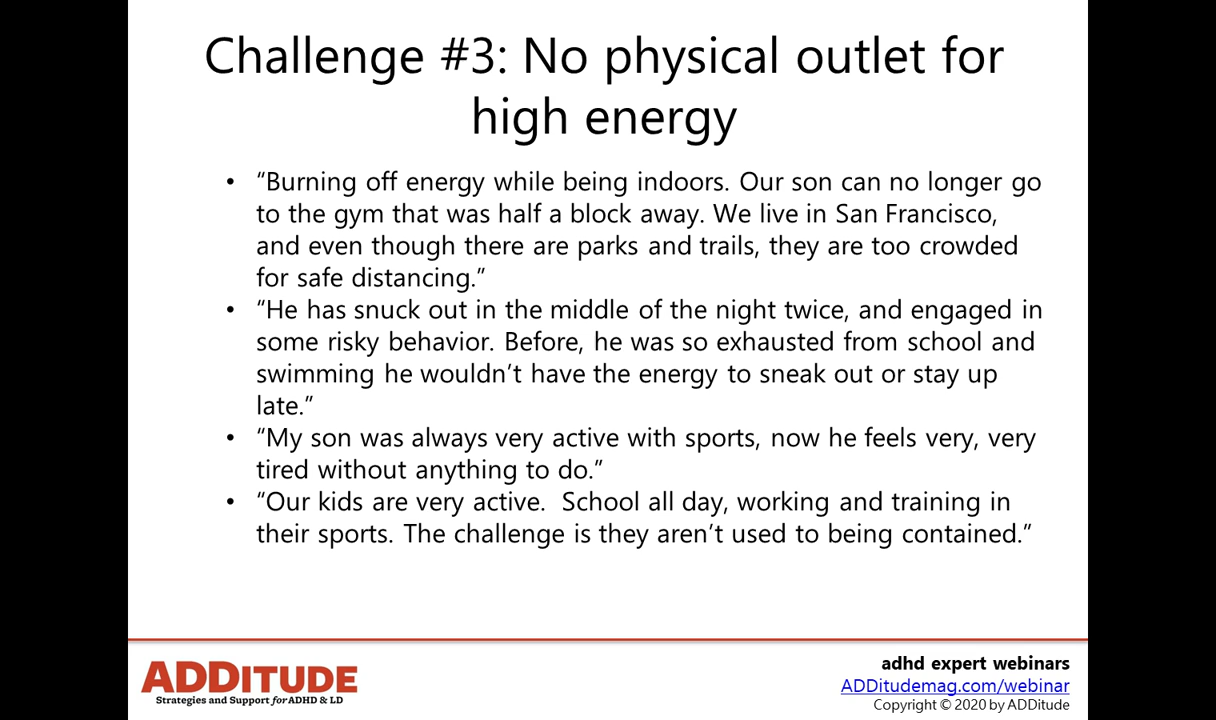 Challenge #3: No physical outlet for
high energy
• “Burning off energy while being indoors. Our son can no longer go
to the gym that was half a block away. We live in San Francisco,
and even though there are parks and trails, they are too crowded
for safe distancing.”
• “He has snuck out in the middle of the night twice, and engaged in
some risky behavior. Before, he was so exhausted from school and
swimming he wouldn’t have the energy to sneak out or stay up
late.”
• “My son was always very active with sports, now he feels very, very
tired without anything to do.”
• “Our kids are very active.  School all day, working and training in
their sports. The challenge is they aren’t used to being contained.”
ADDITUDE
Strategies and Support for ADHD & LD
adhd expert webinars
ADDitudemag.com/webinar
Copyright © 2020 by ADDitude